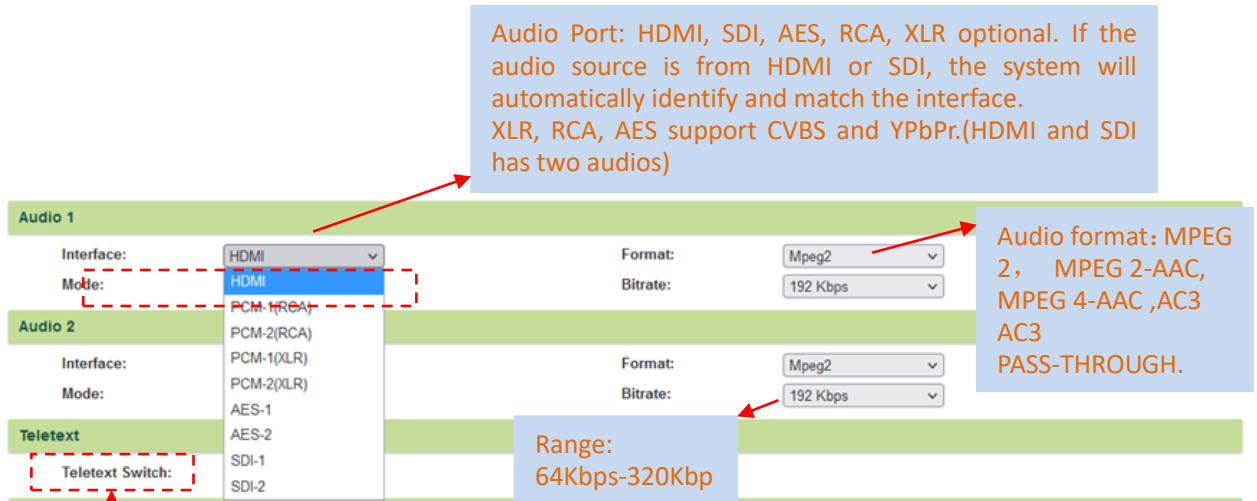 Audio Port: HDMI, SDI, AES, RCA, XLR optional. If the
audio source is from HDMI or SDI, the system will
automatically identify and match the interface.
XLR, RCA, AES support CVBS and YPbPr.(HDMI and SDI
has two audios)
Audio 1
Interface:
HDMI
Format:
Mpeg2
Mode:
Bitrate:
192 Kbps
HDMI
PCM-1(RCA)
PCM-2(RCA)
PCM-1(XLR)
PCM-2(XLR)
AES-1
AES-2
SDI-1
SDI-2
Audio format：MPEG
2， MPEG 2-AAC,
MPEG 4-AAC ,AC3
AC3
PASS-THROUGH.
Audio 2
Interface:
Format:
Mpeg2
Mode:
Bitrate:
192 Kbps
Teletext
Teletext Switch:
Range:
64Kbps-320Kbp